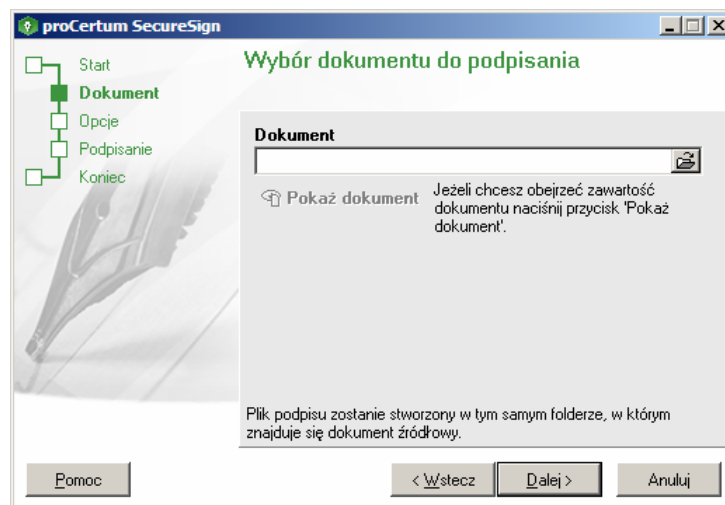 proCertum SecureSign
Start
Dokument
Opcje
Podpisanie
Koniec
Wybór dokumentu do podpisania
Dokument
Pokaż dokument
Jeżeli chcesz obejrzeć zawartość
dokumentu naciśnij przycisk 'Pokaż
dokument'.
Plik podpisu zostanie stworzony w tym samym folderze, w którym
znajduje się dokument źródłowy.
Pomoc
< Wstecz
Dalej >
Anuluj